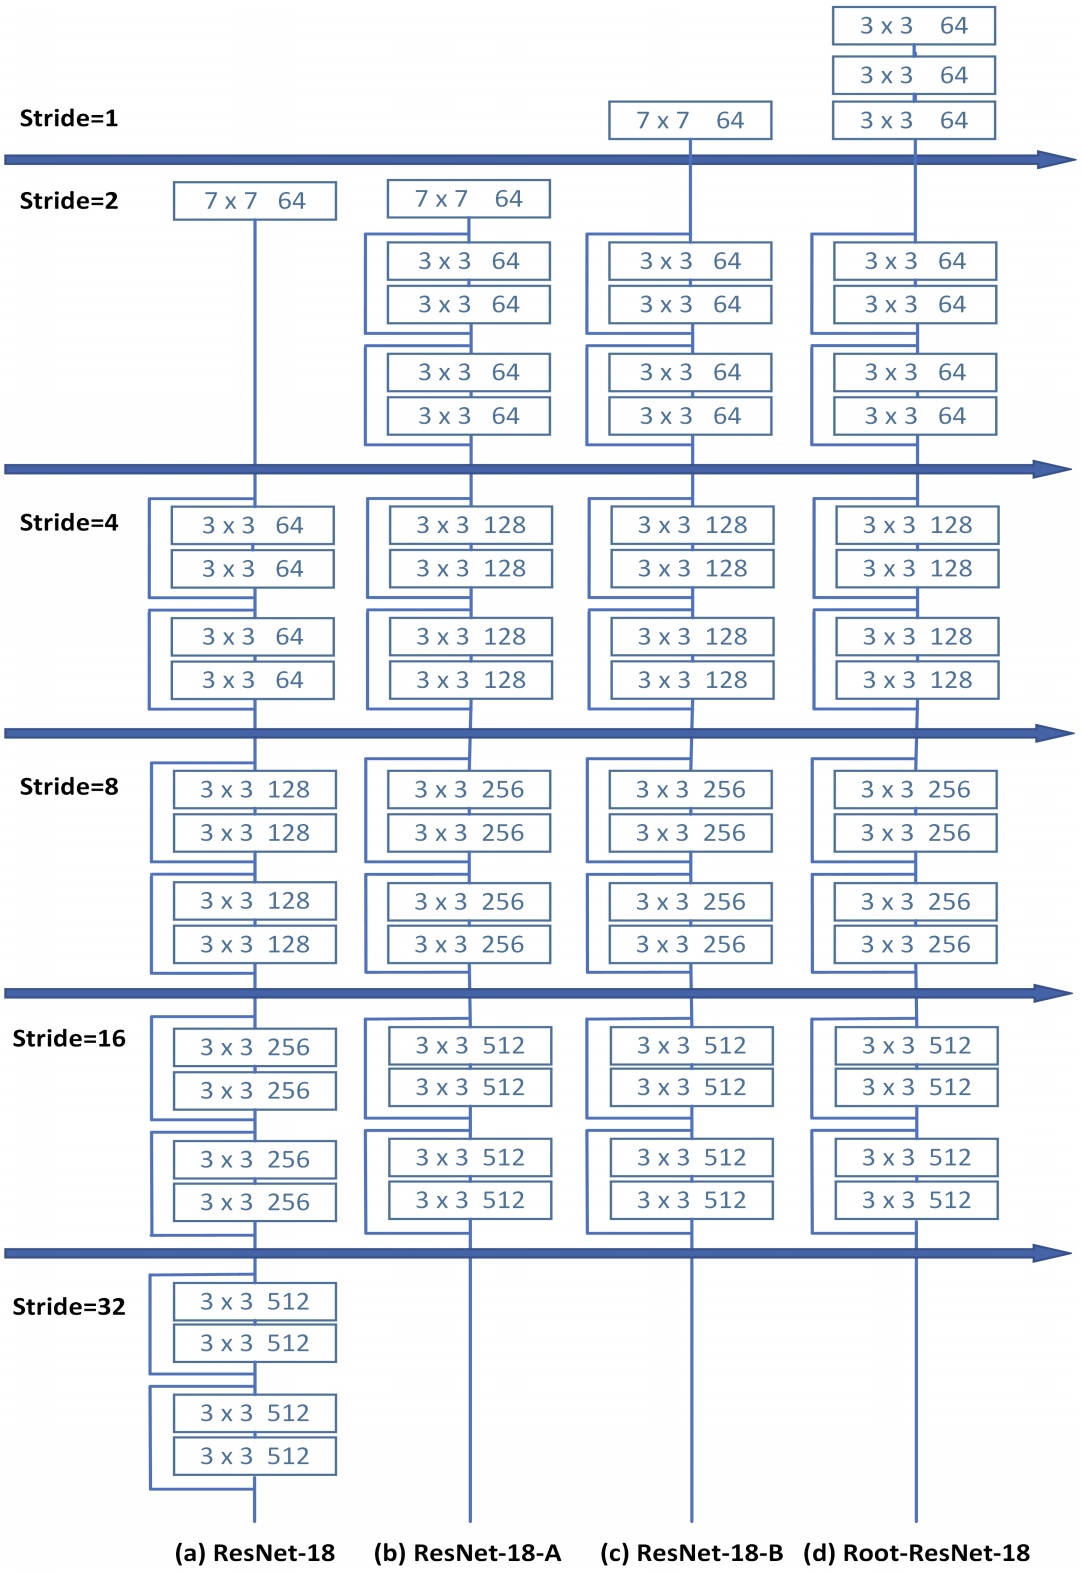 3 x 3 64
3 x 3 64
Stride=1 7 x 7 64 3 x 3 64
Stride=2 7 x 7 64 7 x 7 64
3 x 3 64 3 x 3 64 3 x 3 64
3 x 3 64 3 x 3 64 3 x 3 64
3 x 3 64 3 x 3 64 3 x 3 64
3 x 3 64 3 x 3 64 3 x 3 64
Stride=4 3 x 3 64 3 x 3 128 3 x 3 128 3 x 3 128
3 x 3 64 3 x 3 128 3 x 3 128 3 x 3 128
3 x 3 64 3 x 3 128 3 x 3 128 3 x 3 128
3 x 3 64 3 x 3 128 3 x 3 128 3 x 3 128
Stride=8 3 x 3 128 3 x 3 256 3 x 3 256 3 x 3 256
3 x 3 128 3 x 3 256 3 x 3 256 3 x 3 256
3 x 3 128 3 x 3 256 3 x 3 256 3 x 3 256
3 x 3 128 3 x 3 256 3 x 3 256 3 x 3 256
Stride=16 3 x 3 256 3 x 3 512 3 x 3 512 3 x 3 512
3 x 3 256 3 x 3 512 3 x 3 512 3 x 3 512
3 x 3 256 3 x 3 512 3 x 3 512 3 x 3 512
3 x 3 256 3 x 3 512 3 x 3 512 3 x 3 512
Stride=32 3 x 3 512
3 x 3 512
3 x 3 512
3 x 3 512
(a) ResNet-18 (b) ResNet-18-A (c) ResNet-18-B (d) Root-ResNet-18